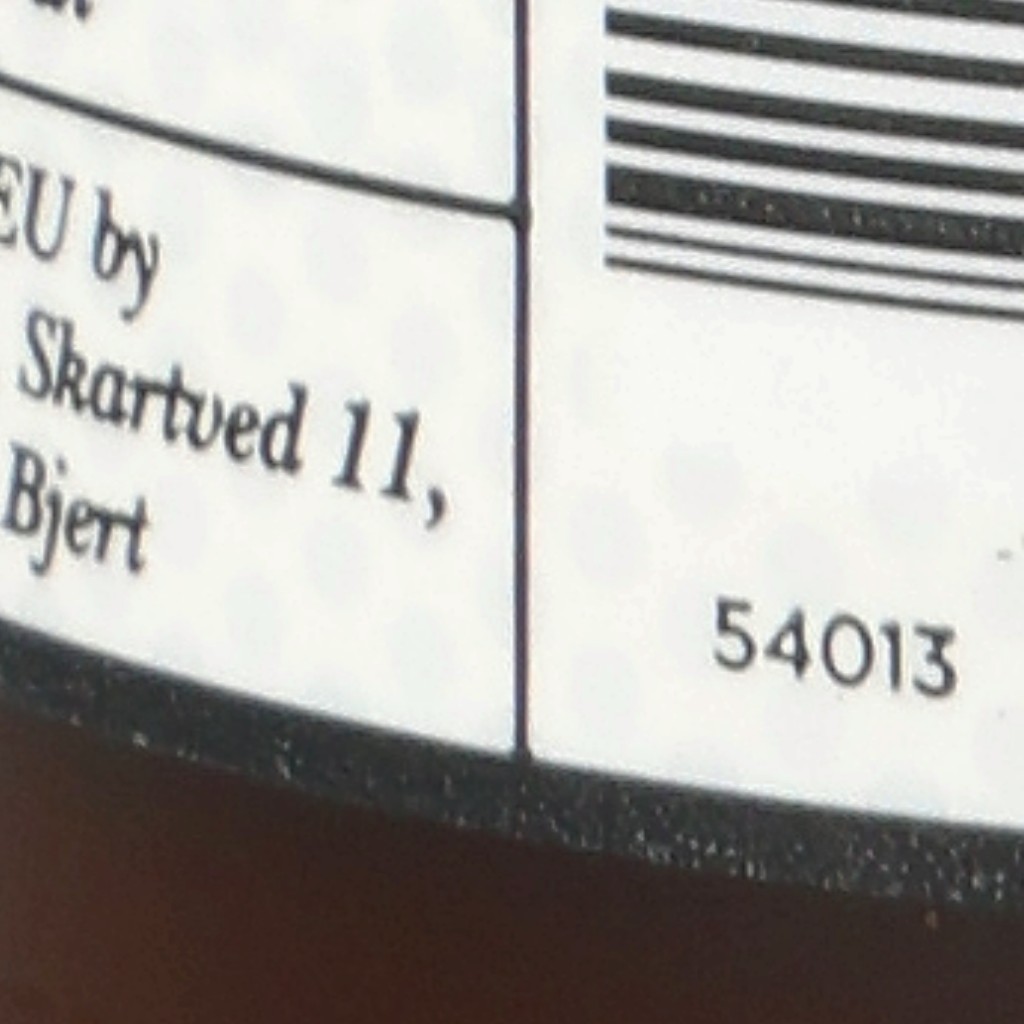 EU by
Skartved 11,
Bjert
54013